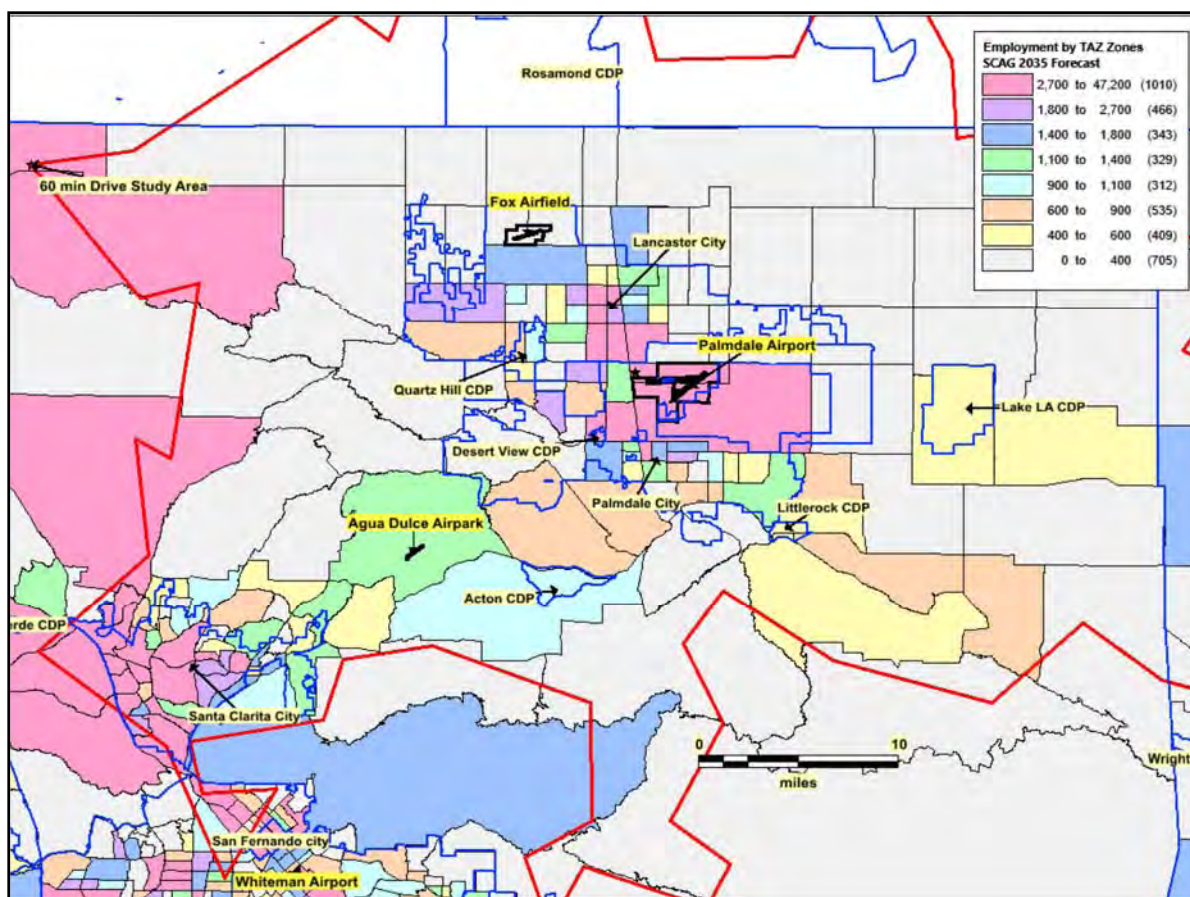 Rosamond CDP
Employment by TAZ Zones
SCAG 2035 Forecast
2,700 to 47,200 (1010)
1,800 to 2,700 (466)
1,400 to 1,800 (343)
1,100 to 1,400 (329)
900 to 1,100 (312)
600 to 900 (535)
400 to 600 (409)
0 to 400 (705)
60 min Drive Study Area
Fox Airfield
Lancaster City
Palmdale Airport
Quartz Hill CDP
Lake LA CDP
Desert View CDP
Palmdale City
Littlerock CDP
Agua Dulce Airpark
Acton CDP
erde CDP
Santa Clarita City
0 10
miles
Wright
San Fernando city
Whiteman Airport